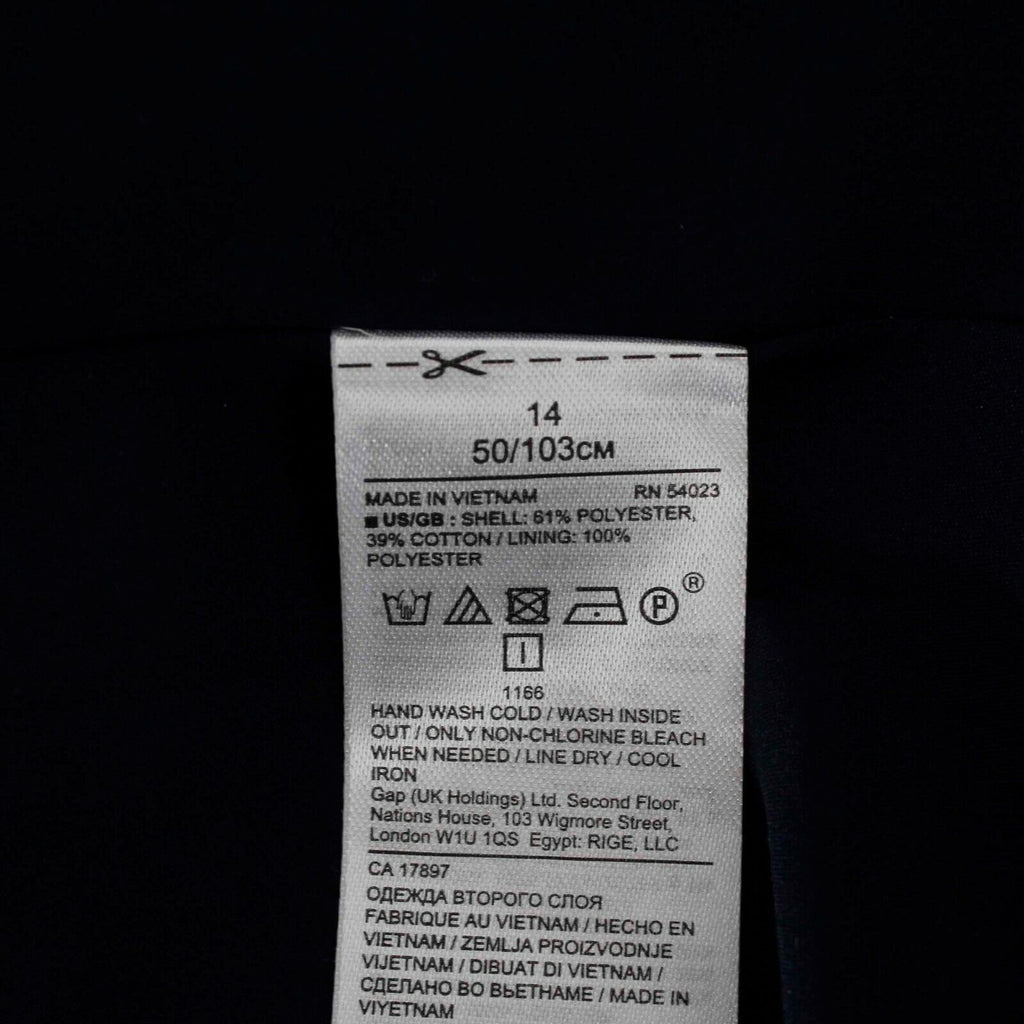 14
50/103CM
MADE IN VIETNAM RN 54023
■ US/GB : SHELL: 61% POLYESTER,
39% COTTON / LINING: 100%
POLYESTER
P ®
1166
HAND WASH COLD / WASH INSIDE
OUT / ONLY NON-CHLORINE BLEACH
WHEN NEEDED / LINE DRY / COOL
IRON
Gap (UK Holdings) Ltd. Second Floor,
Nations House, 103 Wigmore Street,
London W1U 1QS Egypt: RIGE, LLC
CA 17897
ОДЕЖДА ВТОРОГО СЛОЯ
FABRIQUE AU VIETNAM / HECHO EN
VIETNAM / ZEMLJA PROIZVODNJE
VIJETNAM / DIBUAT DI VIETNAM /
СДЕЛАНО ВО ВЬЕТНАМЕ / MADE IN
VIYETNAM